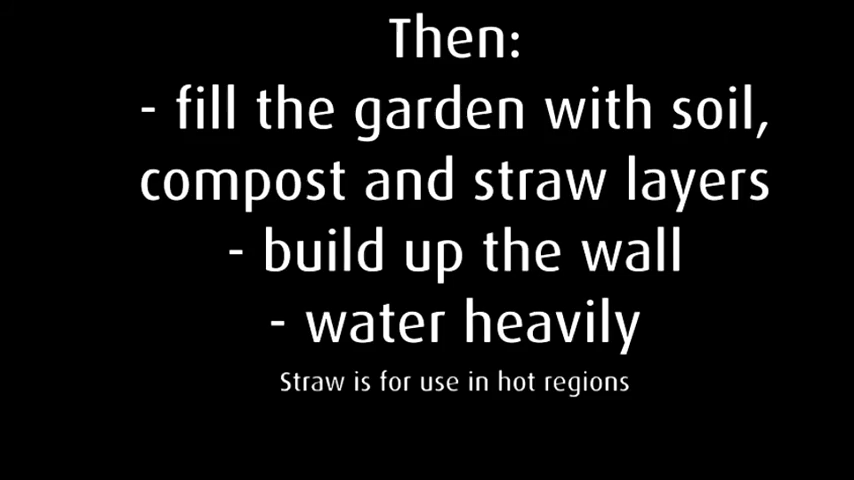 Then:
- fill the garden with soil,
compost and straw layers
- build up the wall
- water heavily
Straw is for use in hot regions